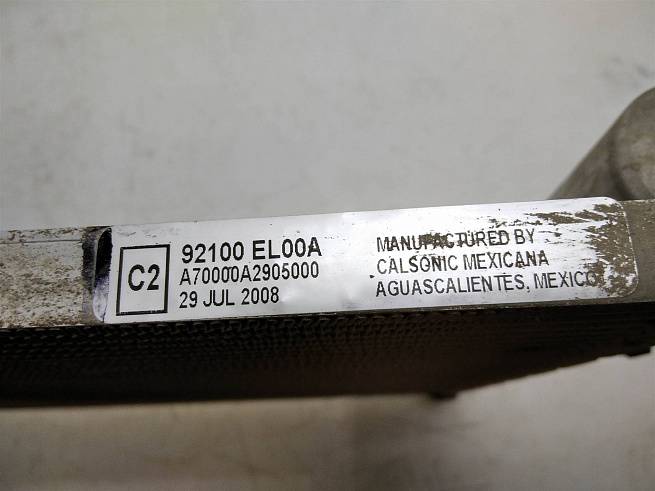 C2
92100 EL00A
A70000A2905000
29 JUL 2008
MANUFACTURED BY
CALSONIC MEXICANA
AGUASCALIENTES, MEXICO